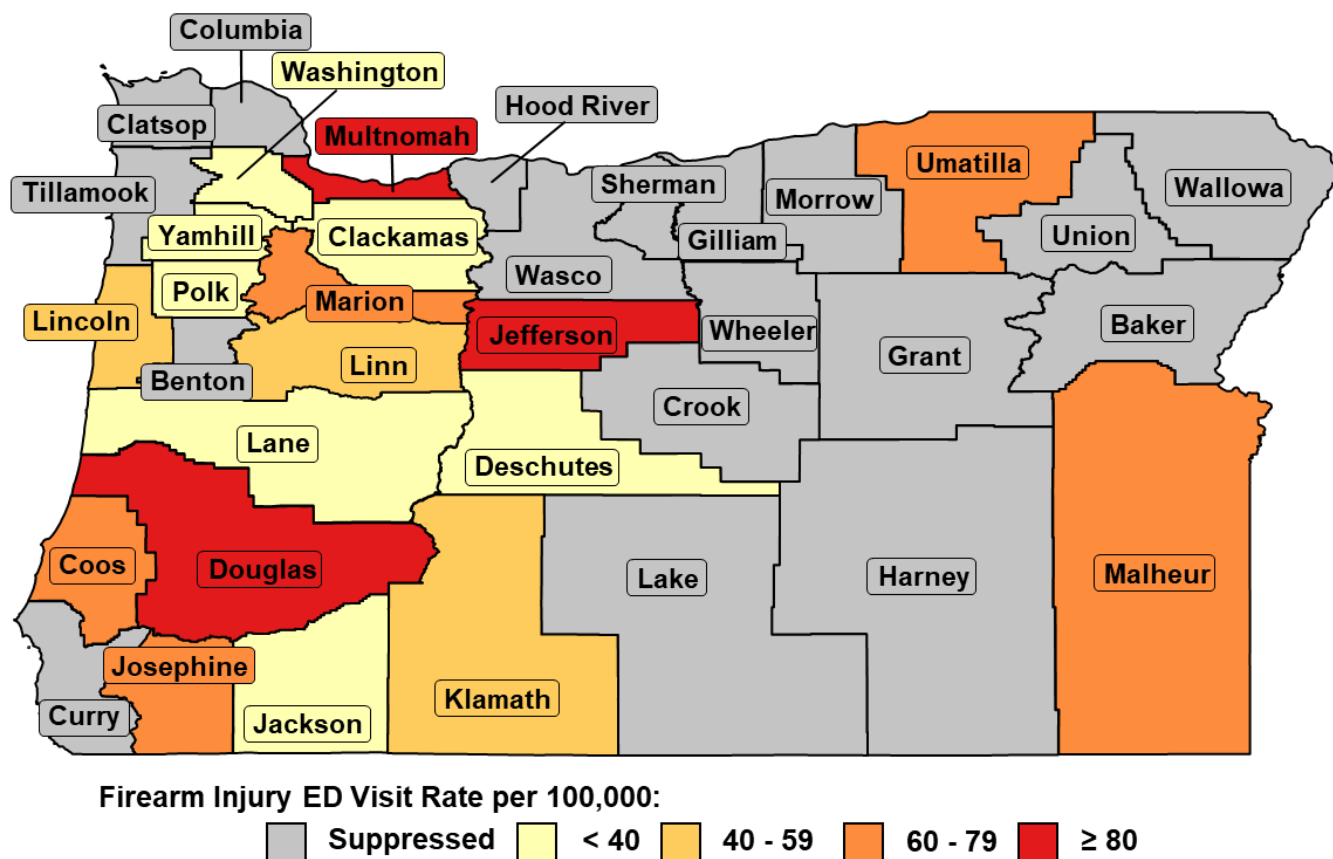 Columbia
Washington
Hood River
Clatsop
Multnomah
Umatilla
Sherman
Wallowa
Tillamook
Morrow
Yamhill
Clackamas
Gilliam
Union
Wasco
Polk
Marion
Lincoln
Jefferson
Wheeler
Baker
Grant
Linn
Benton
Crook
Lane
Deschutes
Coos
Douglas
Lake
Harney
Malheur
Josephine
Klamath
Curry
Jackson
Firearm Injury ED Visit Rate per 100,000:
Suppressed < 40 40 - 59 60 - 79 ≥ 80